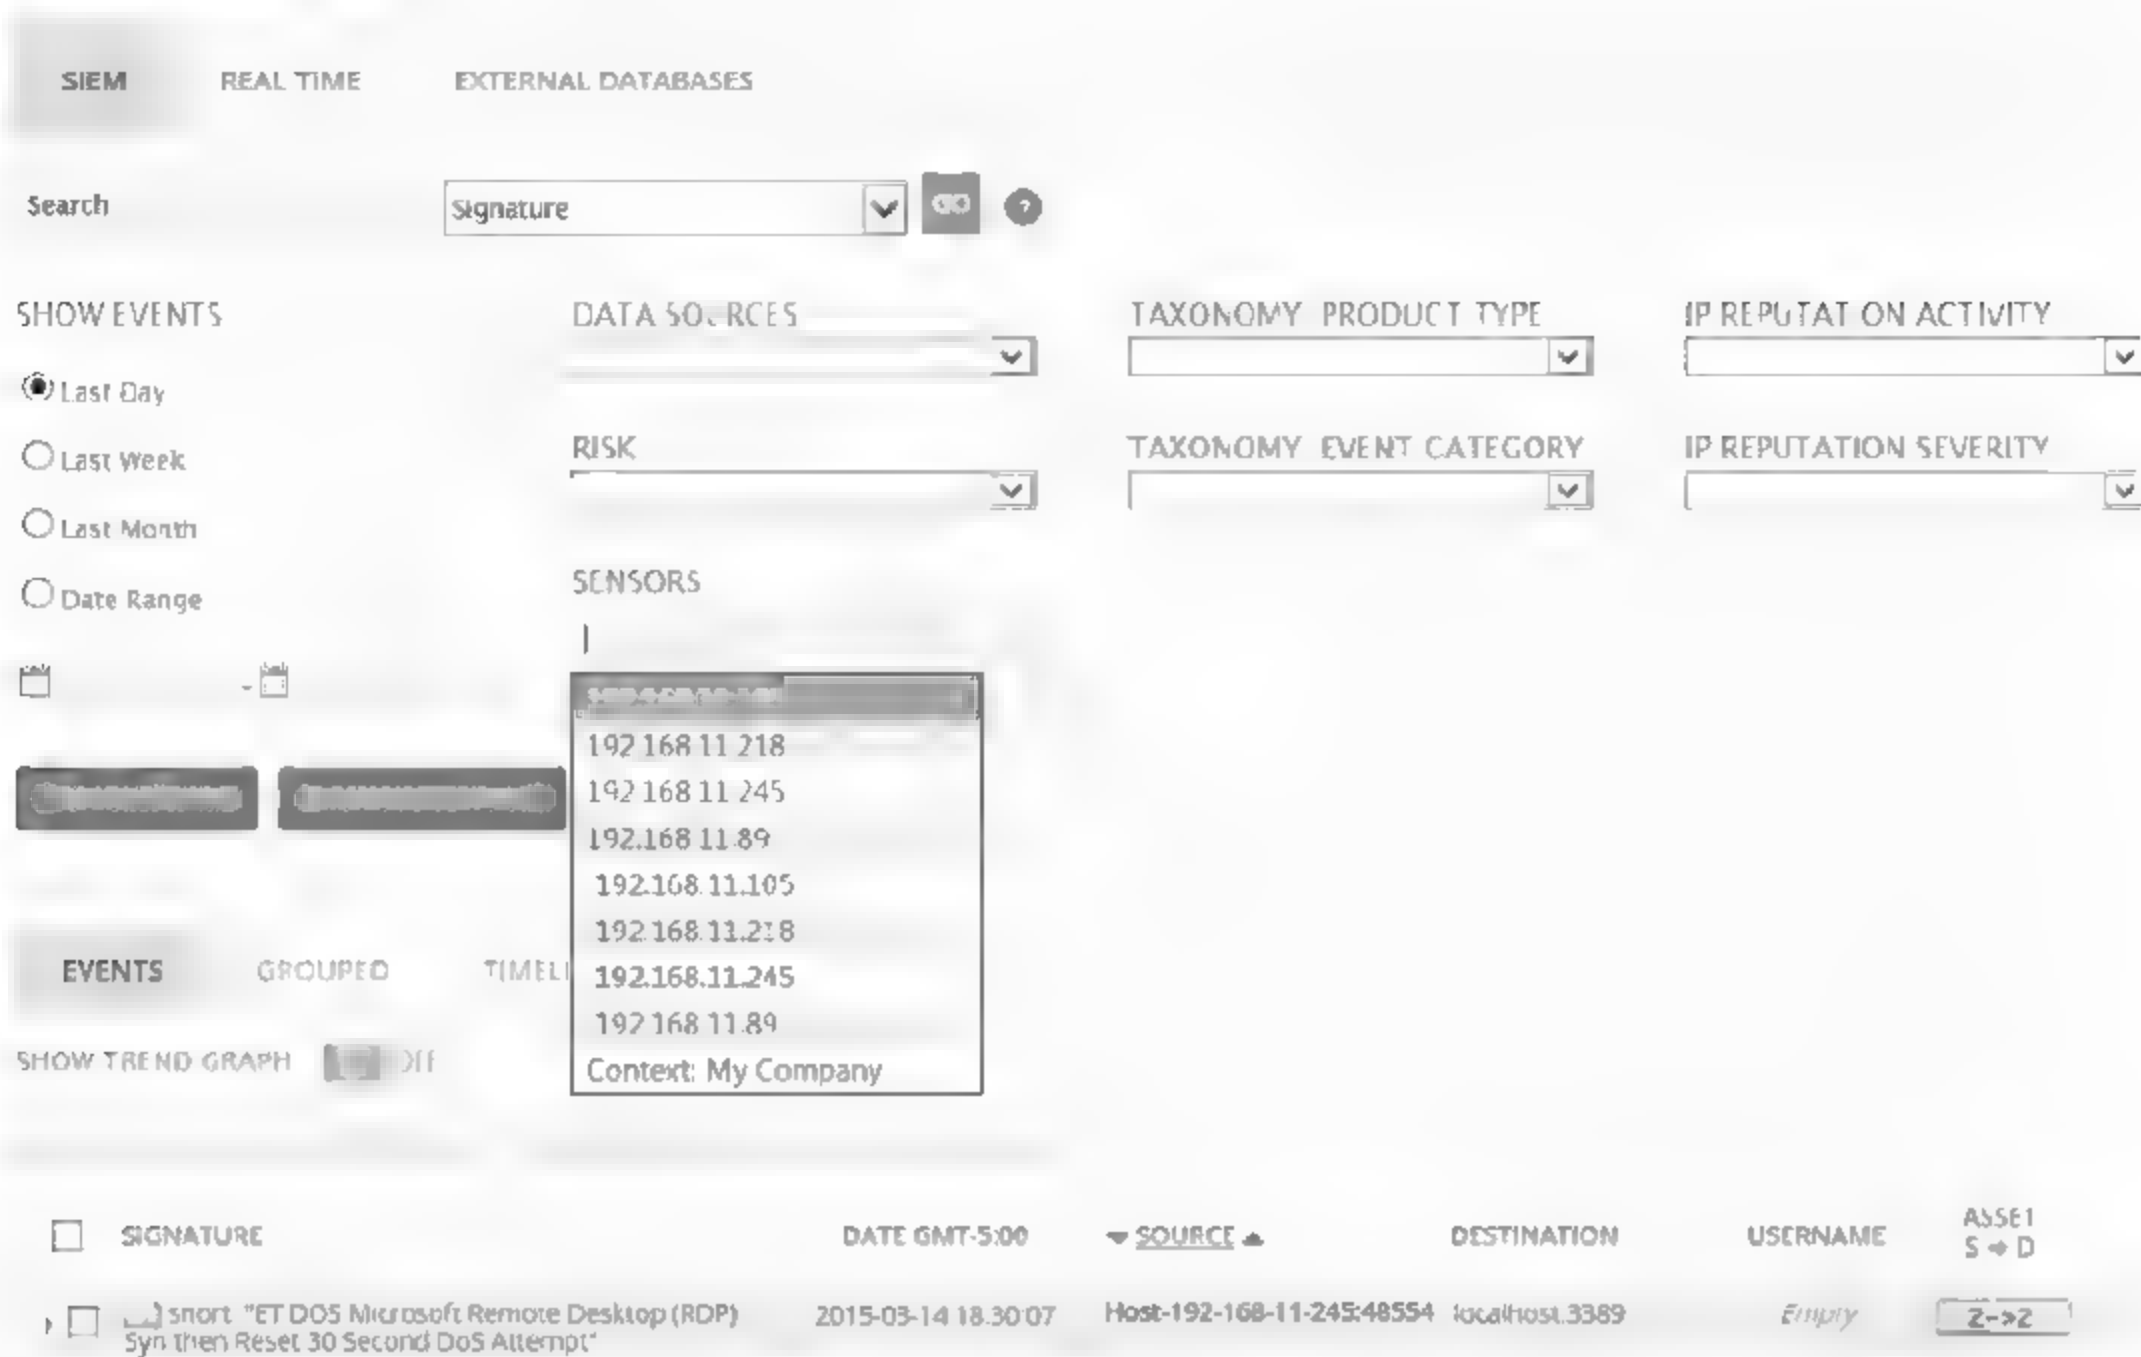 SIEM REAL TIME EXTERNAL DATABASES
Search Signature ?
SHOW EVENTS DATA SOURCES TAXONOMY PRODUCT TYPE IP REPUTATION ACTIVITY
Last Day
RISK TAXONOMY EVENT CATEGORY IP REPUTATION SEVERITY
Last Week
Last Month
SENSORS
Date Range
-
192 168 11 218
192 168 11 245
192.168 11.89
192.168.11.105
192.168.11.218
EVENTS GROUPED TIMELI
192.168.11.245
192 168 11.89
SHOW TREND GRAPH Off
Context: My Company
SIGNATURE DATE GMT-5:00 SOURCE DESTINATION USERNAME ASSET
S D
snort "ET DOS Microsoft Remote Desktop (RDP) 2015-03-14 18:30:07 Host-192-168-11-245:48554 localhost:3389 Empty 2->2
Syn then Reset 30 Second DoS Attempt"